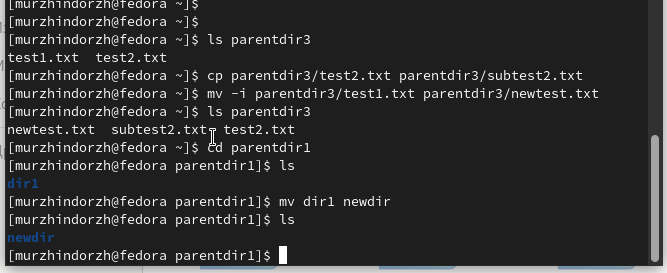 [murzhindorzh@fedora ~]$
[murzhindorzh@fedora ~]$
[murzhindorzh@fedora ~]$ ls parentdir3
test1.txt  test2.txt
[murzhindorzh@fedora ~]$ cp parentdir3/test2.txt parentdir3/subtest2.txt
[murzhindorzh@fedora ~]$ mv -i parentdir3/test1.txt parentdir3/newtest.txt
[murzhindorzh@fedora ~]$ ls parentdir3
newtest.txt  subtest2.txt  test2.txt
[murzhindorzh@fedora ~]$ cd parentdir1
[murzhindorzh@fedora parentdir1]$ ls
dir1
[murzhindorzh@fedora parentdir1]$ mv dir1 newdir
[murzhindorzh@fedora parentdir1]$ ls
newdir
[murzhindorzh@fedora parentdir1]$